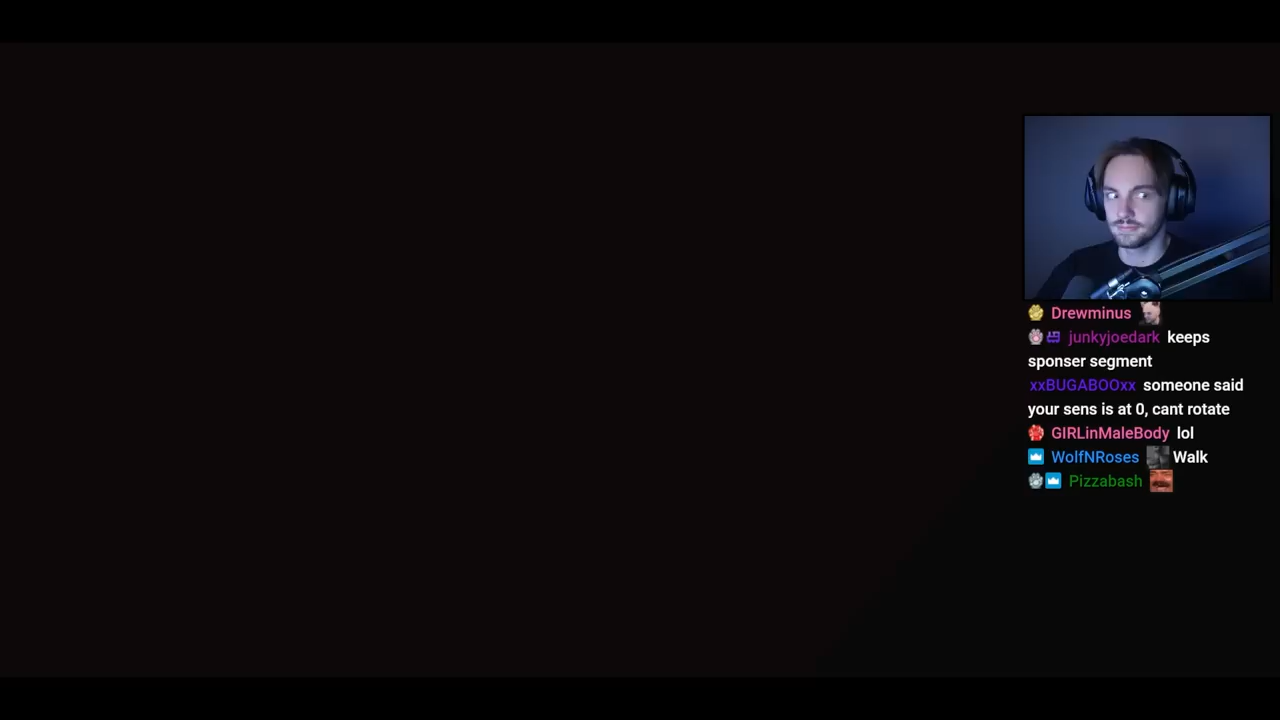 Drewminus
junkyjoedark keeps
sponser segment
xxBUGABOOxx someone said
your sens is at 0, cant rotate
GIRLinMaleBody lol
WolfNRoses Walk
Pizzabash